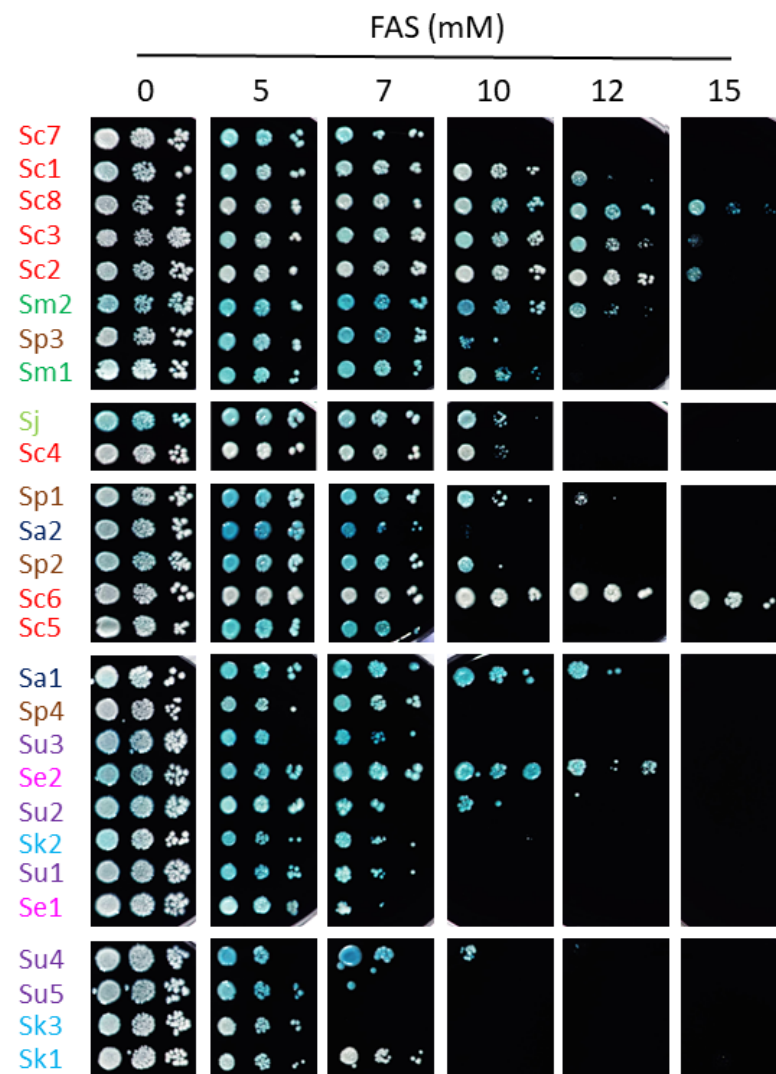 FAS (mM)
0 5 7 10 12 15
Sc7
Sc1
Sc8
Sc3
Sc2
Sm2
Sp3
Sm1
Sj
Sc4
Sp1
Sa2
Sp2
Sc6
Sc5
Sa1
Sp4
Su3
Se2
Su2
Sk2
Su1
Se1
Su4
Su5
Sk3
Sk1